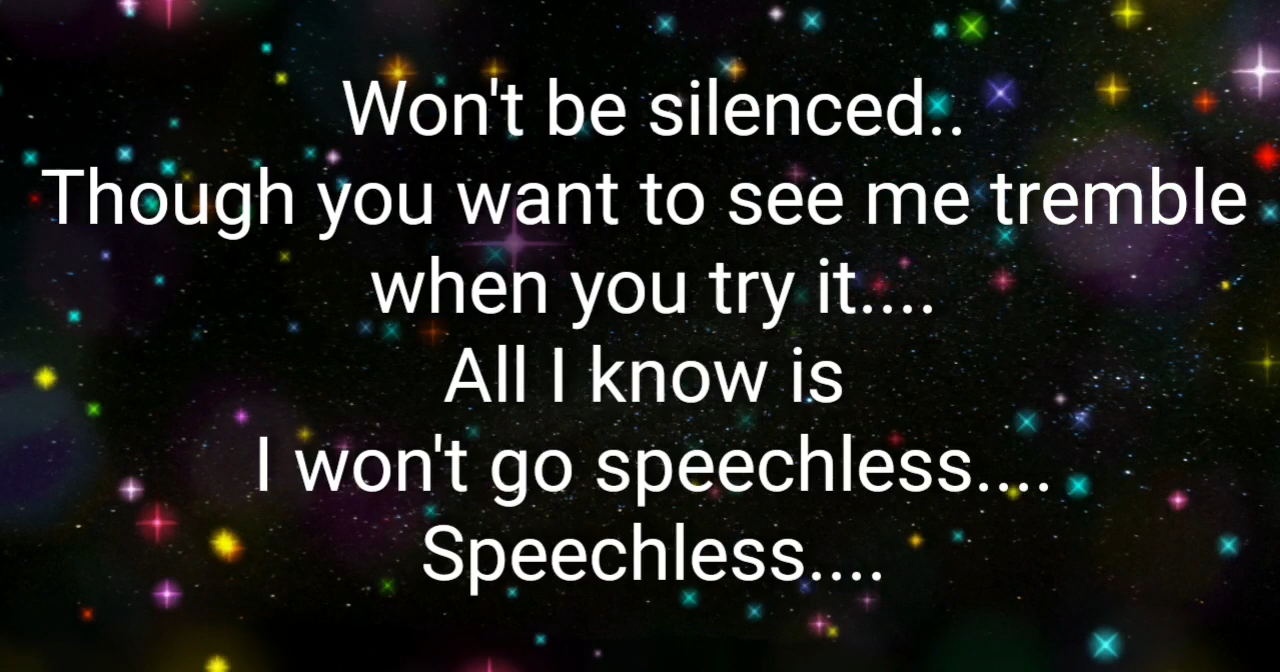 Won't be silenced..
Though you want to see me tremble
when you try it....
All I know is
I won't go speechless....
Speechless....